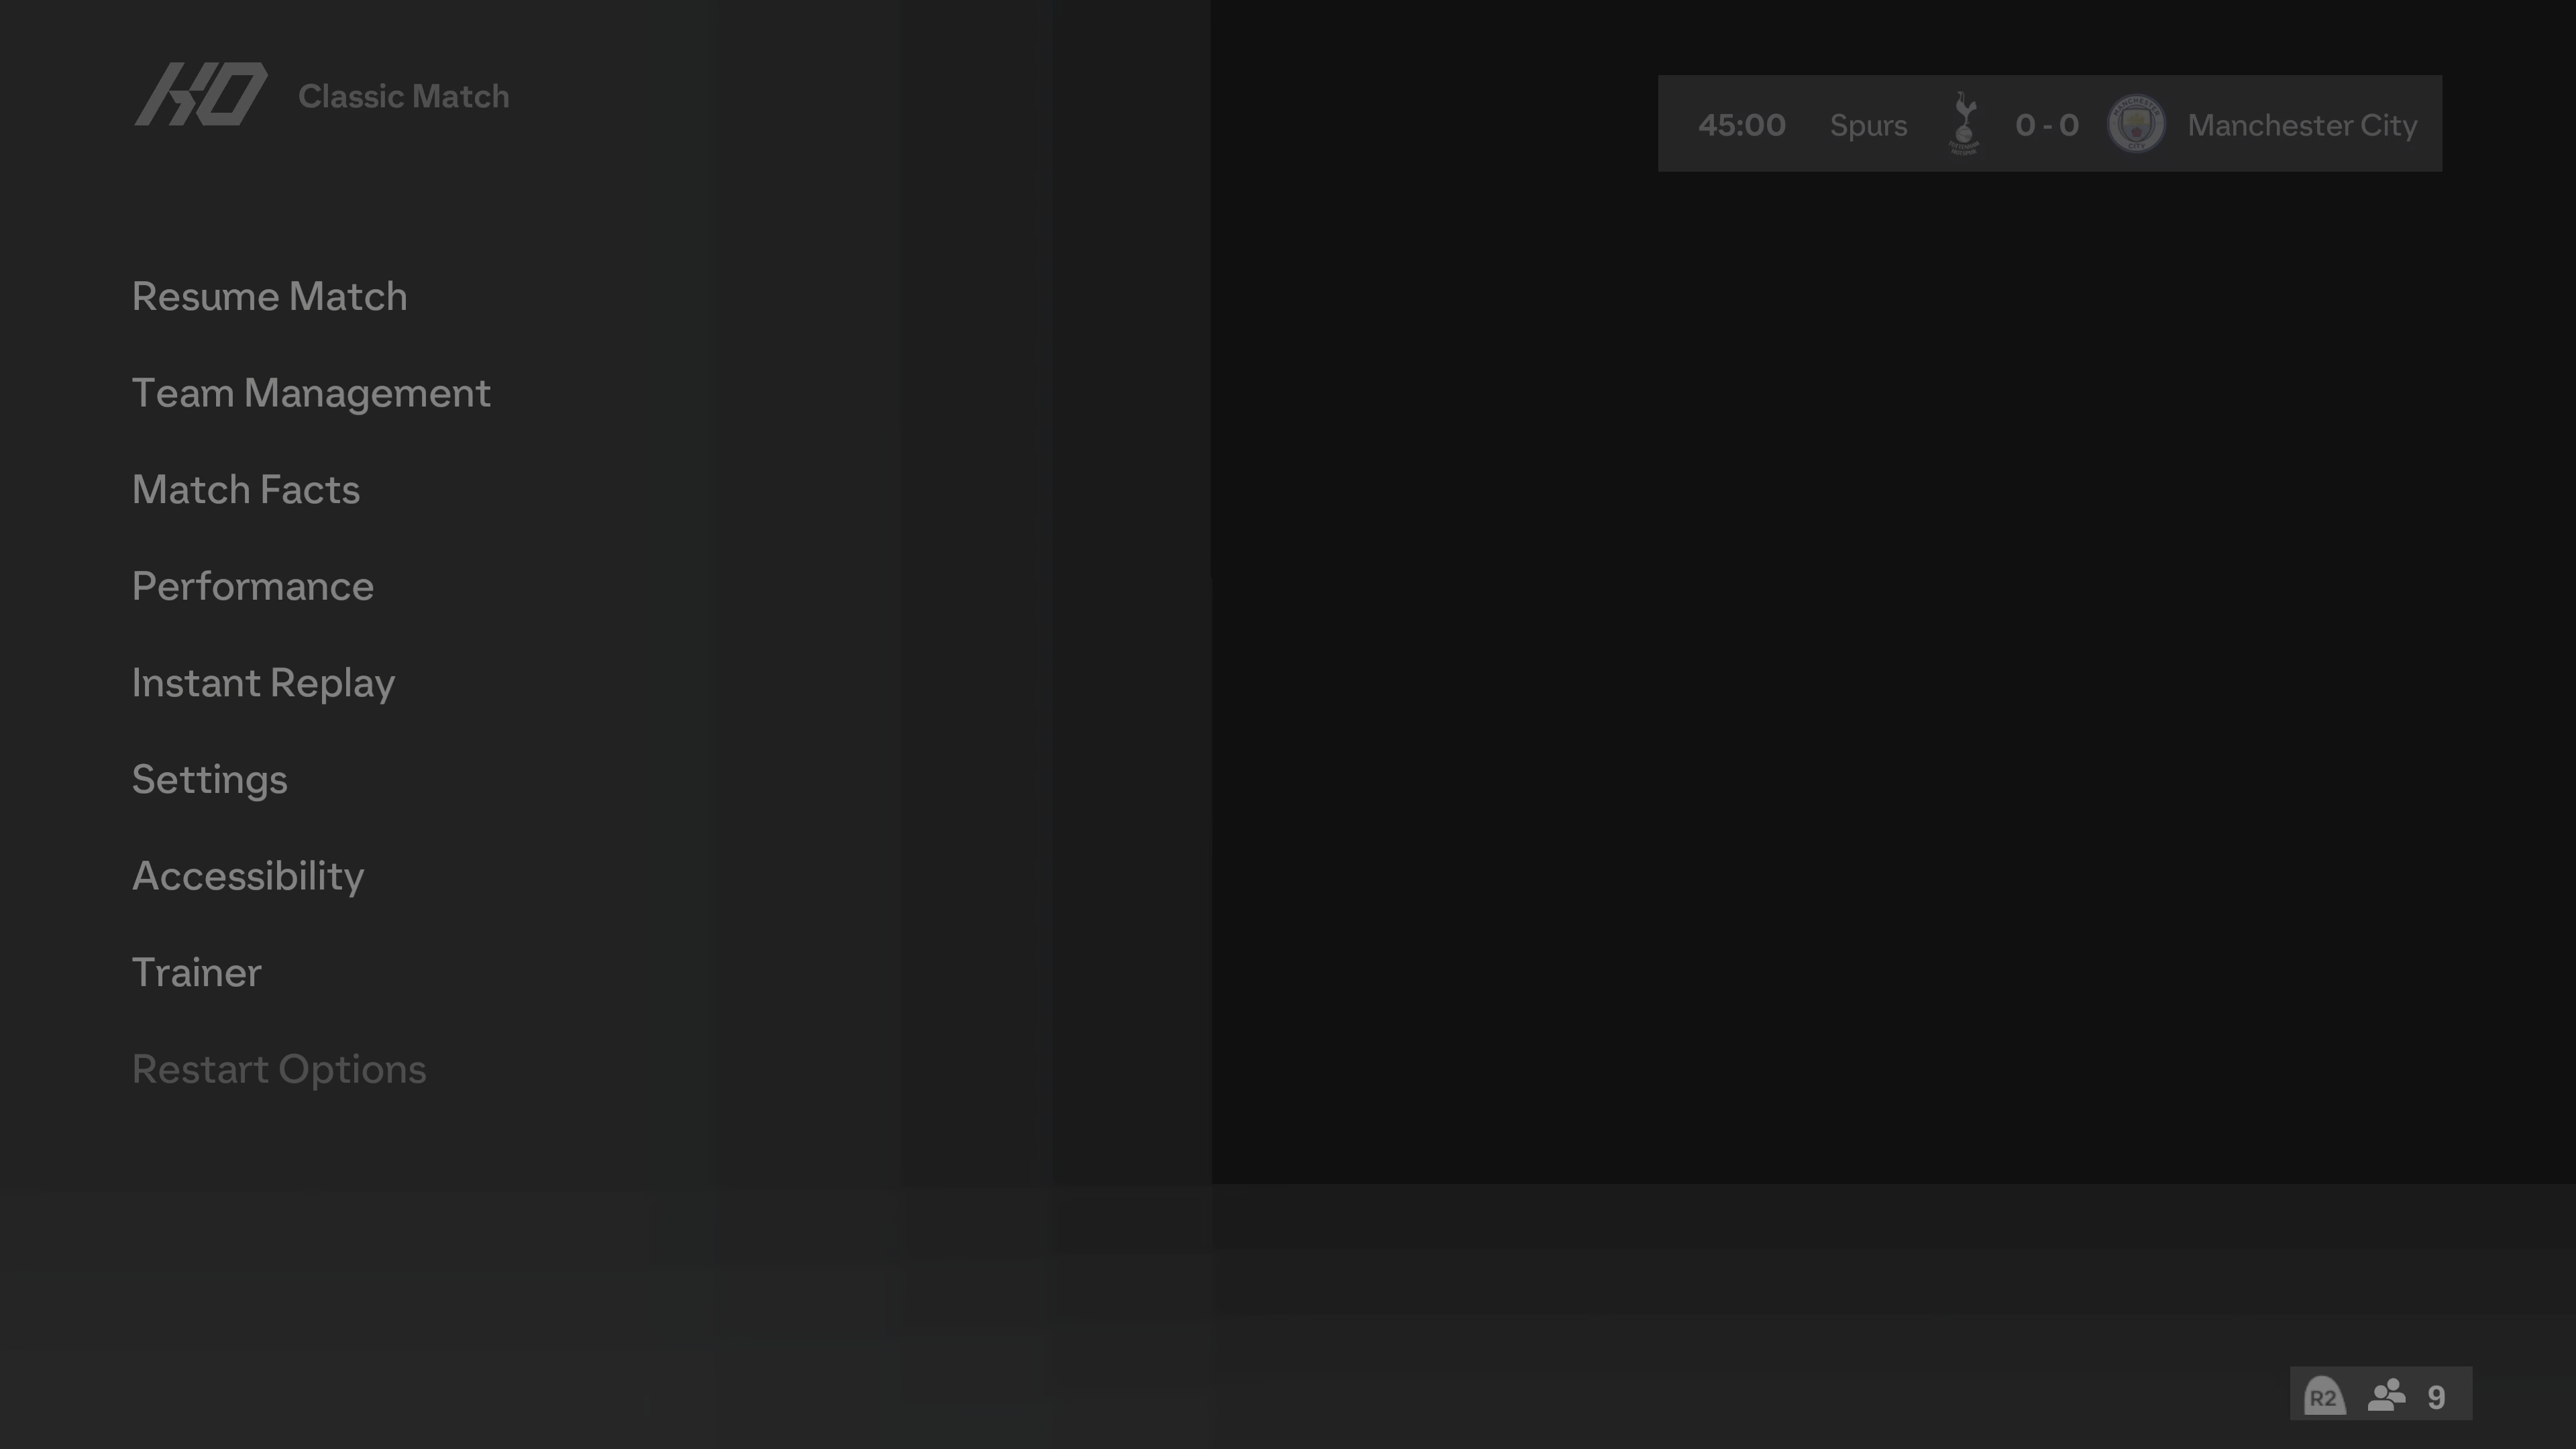 KO Classic Match
45:00 Spurs 0 - 0 Manchester City
Resume Match
Team Management
Match Facts
Performance
Instant Replay
Settings
Accessibility
Trainer
Restart Options
R2 9